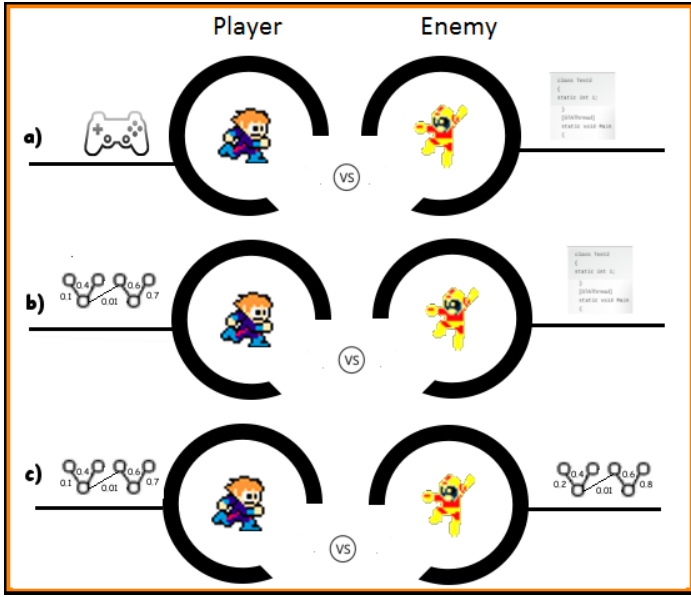 Player Enemy
a)
class Test2
{
static int i;
}
[STAThread]
static void Main
{
VS
b)
0.1 0.4 0.01 0.6 0.7
class Test2
{
static int i;
}
[STAThread]
static void Main
{
VS
c)
0.1 0.4 0.01 0.6 0.7
0.2 0.4 0.01 0.6 0.8
VS